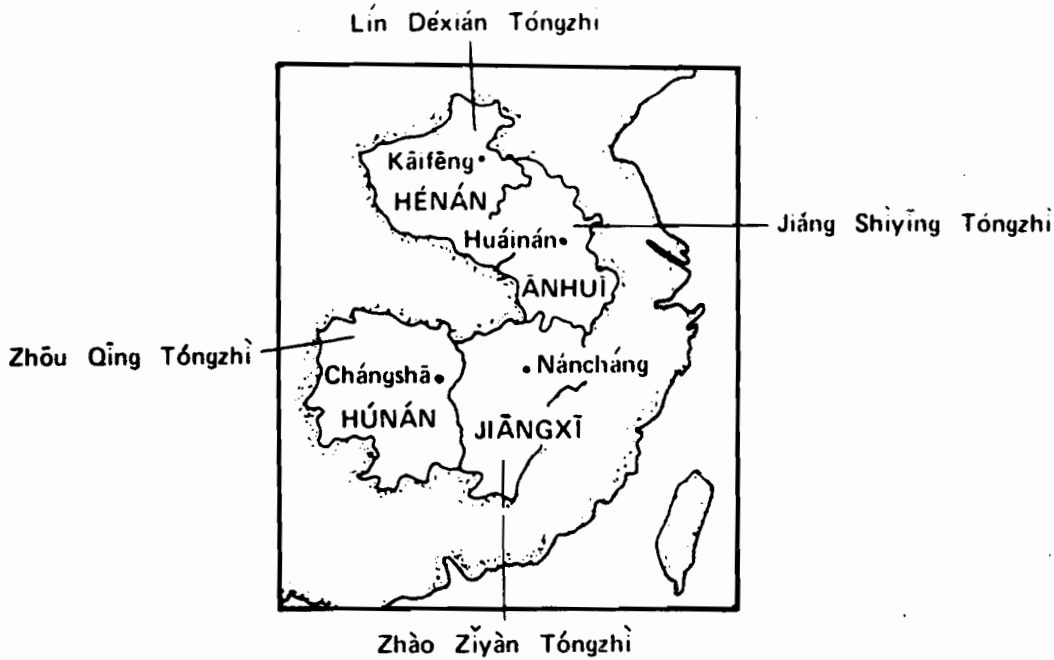 Lín Déxián Tóngzhì
Kāifēng
HÉNÁN
Jiǎng Shìyīng Tóngzhì
Huáinán
ĀNHUĪ
Zhōu Qīng Tóngzhì
Chángshā
Nánchāng
HÚNÁN
JIĀNGXĪ
Zhào Zǐyàn Tóngzhì